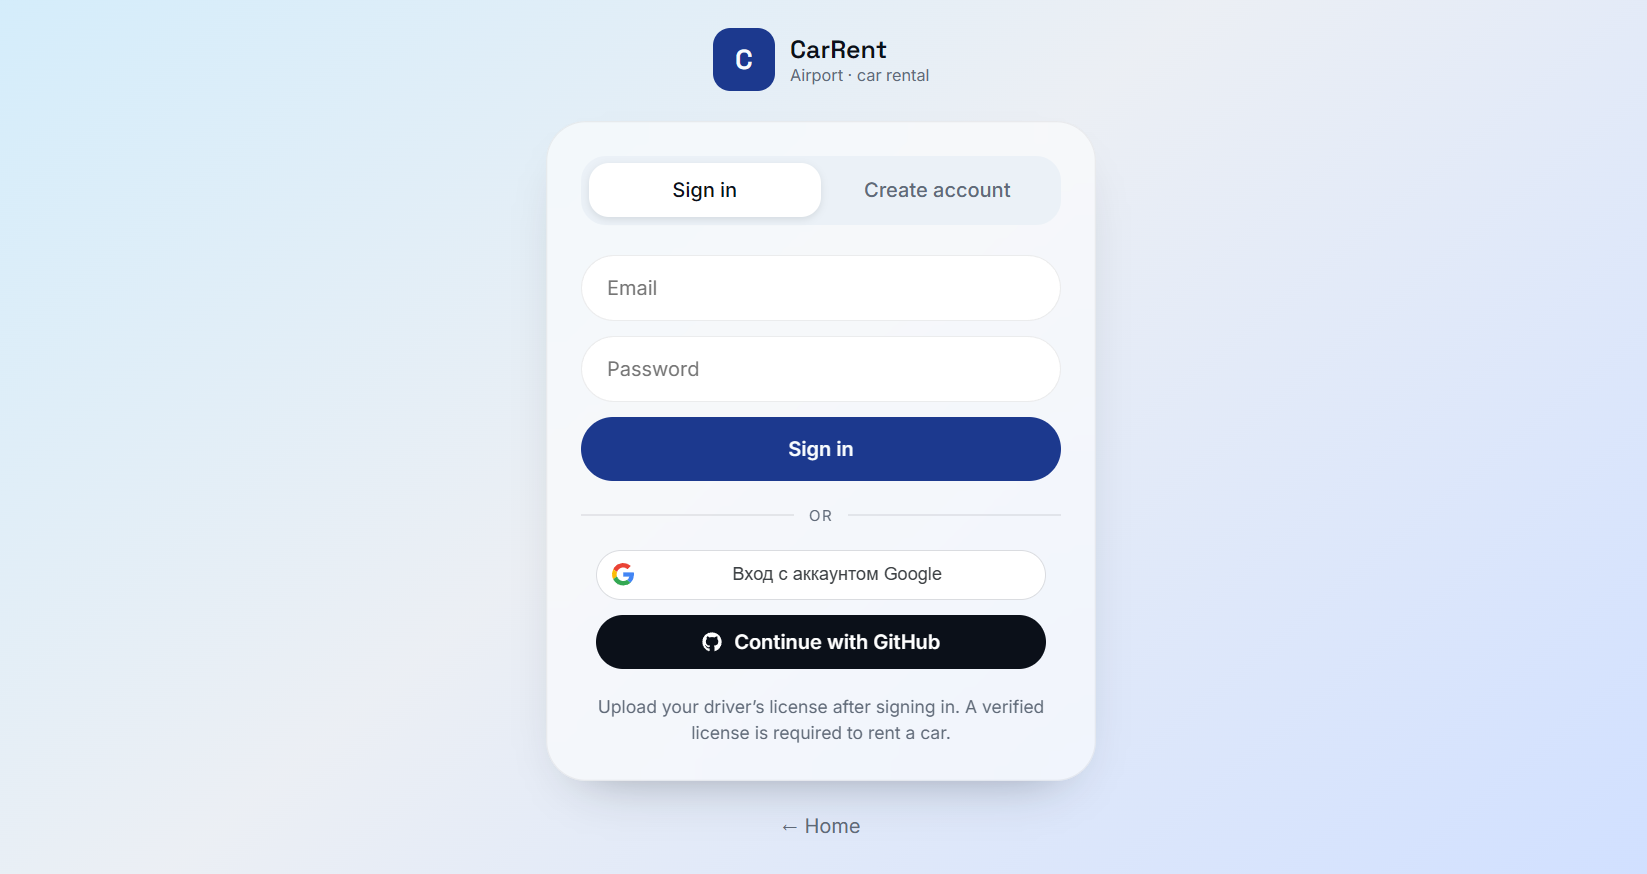 C
CarRent
Airport · car rental
Sign in
Create account
Email
Password
Sign in
OR
Вход с аккаунтом Google
Continue with GitHub
Upload your driver’s license after signing in. A verified
license is required to rent a car.
← Home